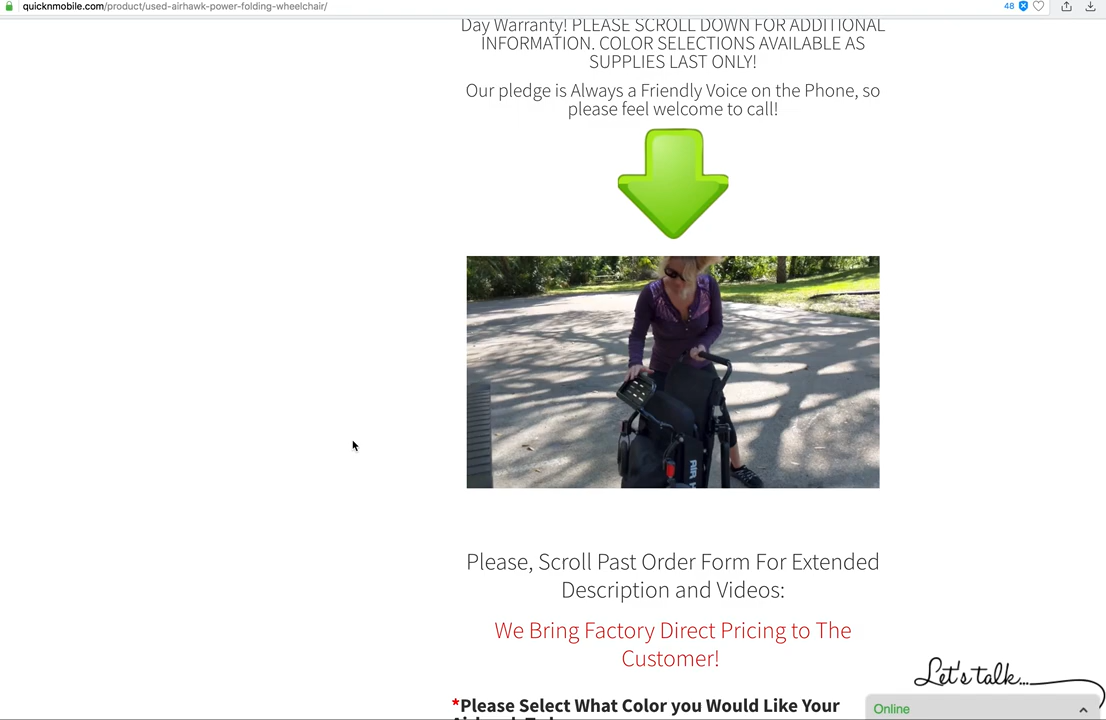 quicknmobile.com/product/used-airhawk-power-folding-wheelchair/
48
Day Warranty! PLEASE SCROLL DOWN FOR ADDITIONAL
INFORMATION. COLOR SELECTIONS AVAILABLE AS
SUPPLIES LAST ONLY!
Our pledge is Always a Friendly Voice on the Phone, so
please feel welcome to call!
AIR H
Please, Scroll Past Order Form For Extended
Description and Videos:
We Bring Factory Direct Pricing to The
Customer!
Let's talk...
*Please Select What Color you Would Like Your
Online